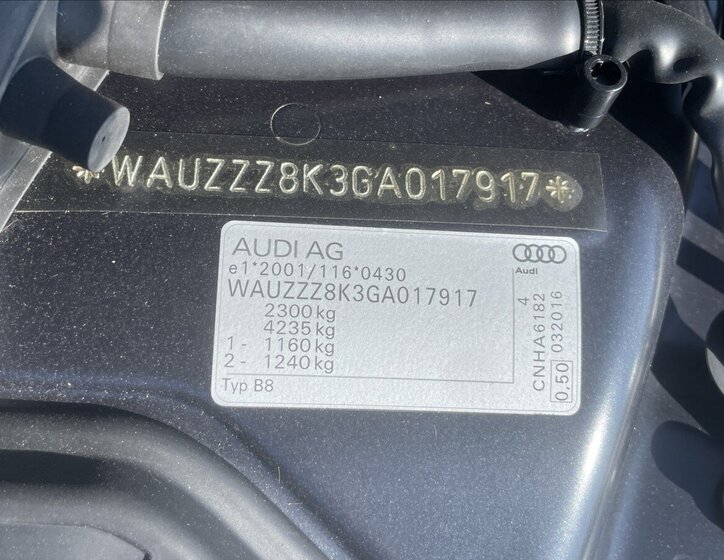 *WAUZZZ8K3GA017917*
AUDI AG
Audi
e1*2001/116*0430
WAUZZZ8K3GA017917
2300kg
4235kg
1- 1160kg
2- 1240kg
Typ B8
4
CNHA6182
0,50 032016